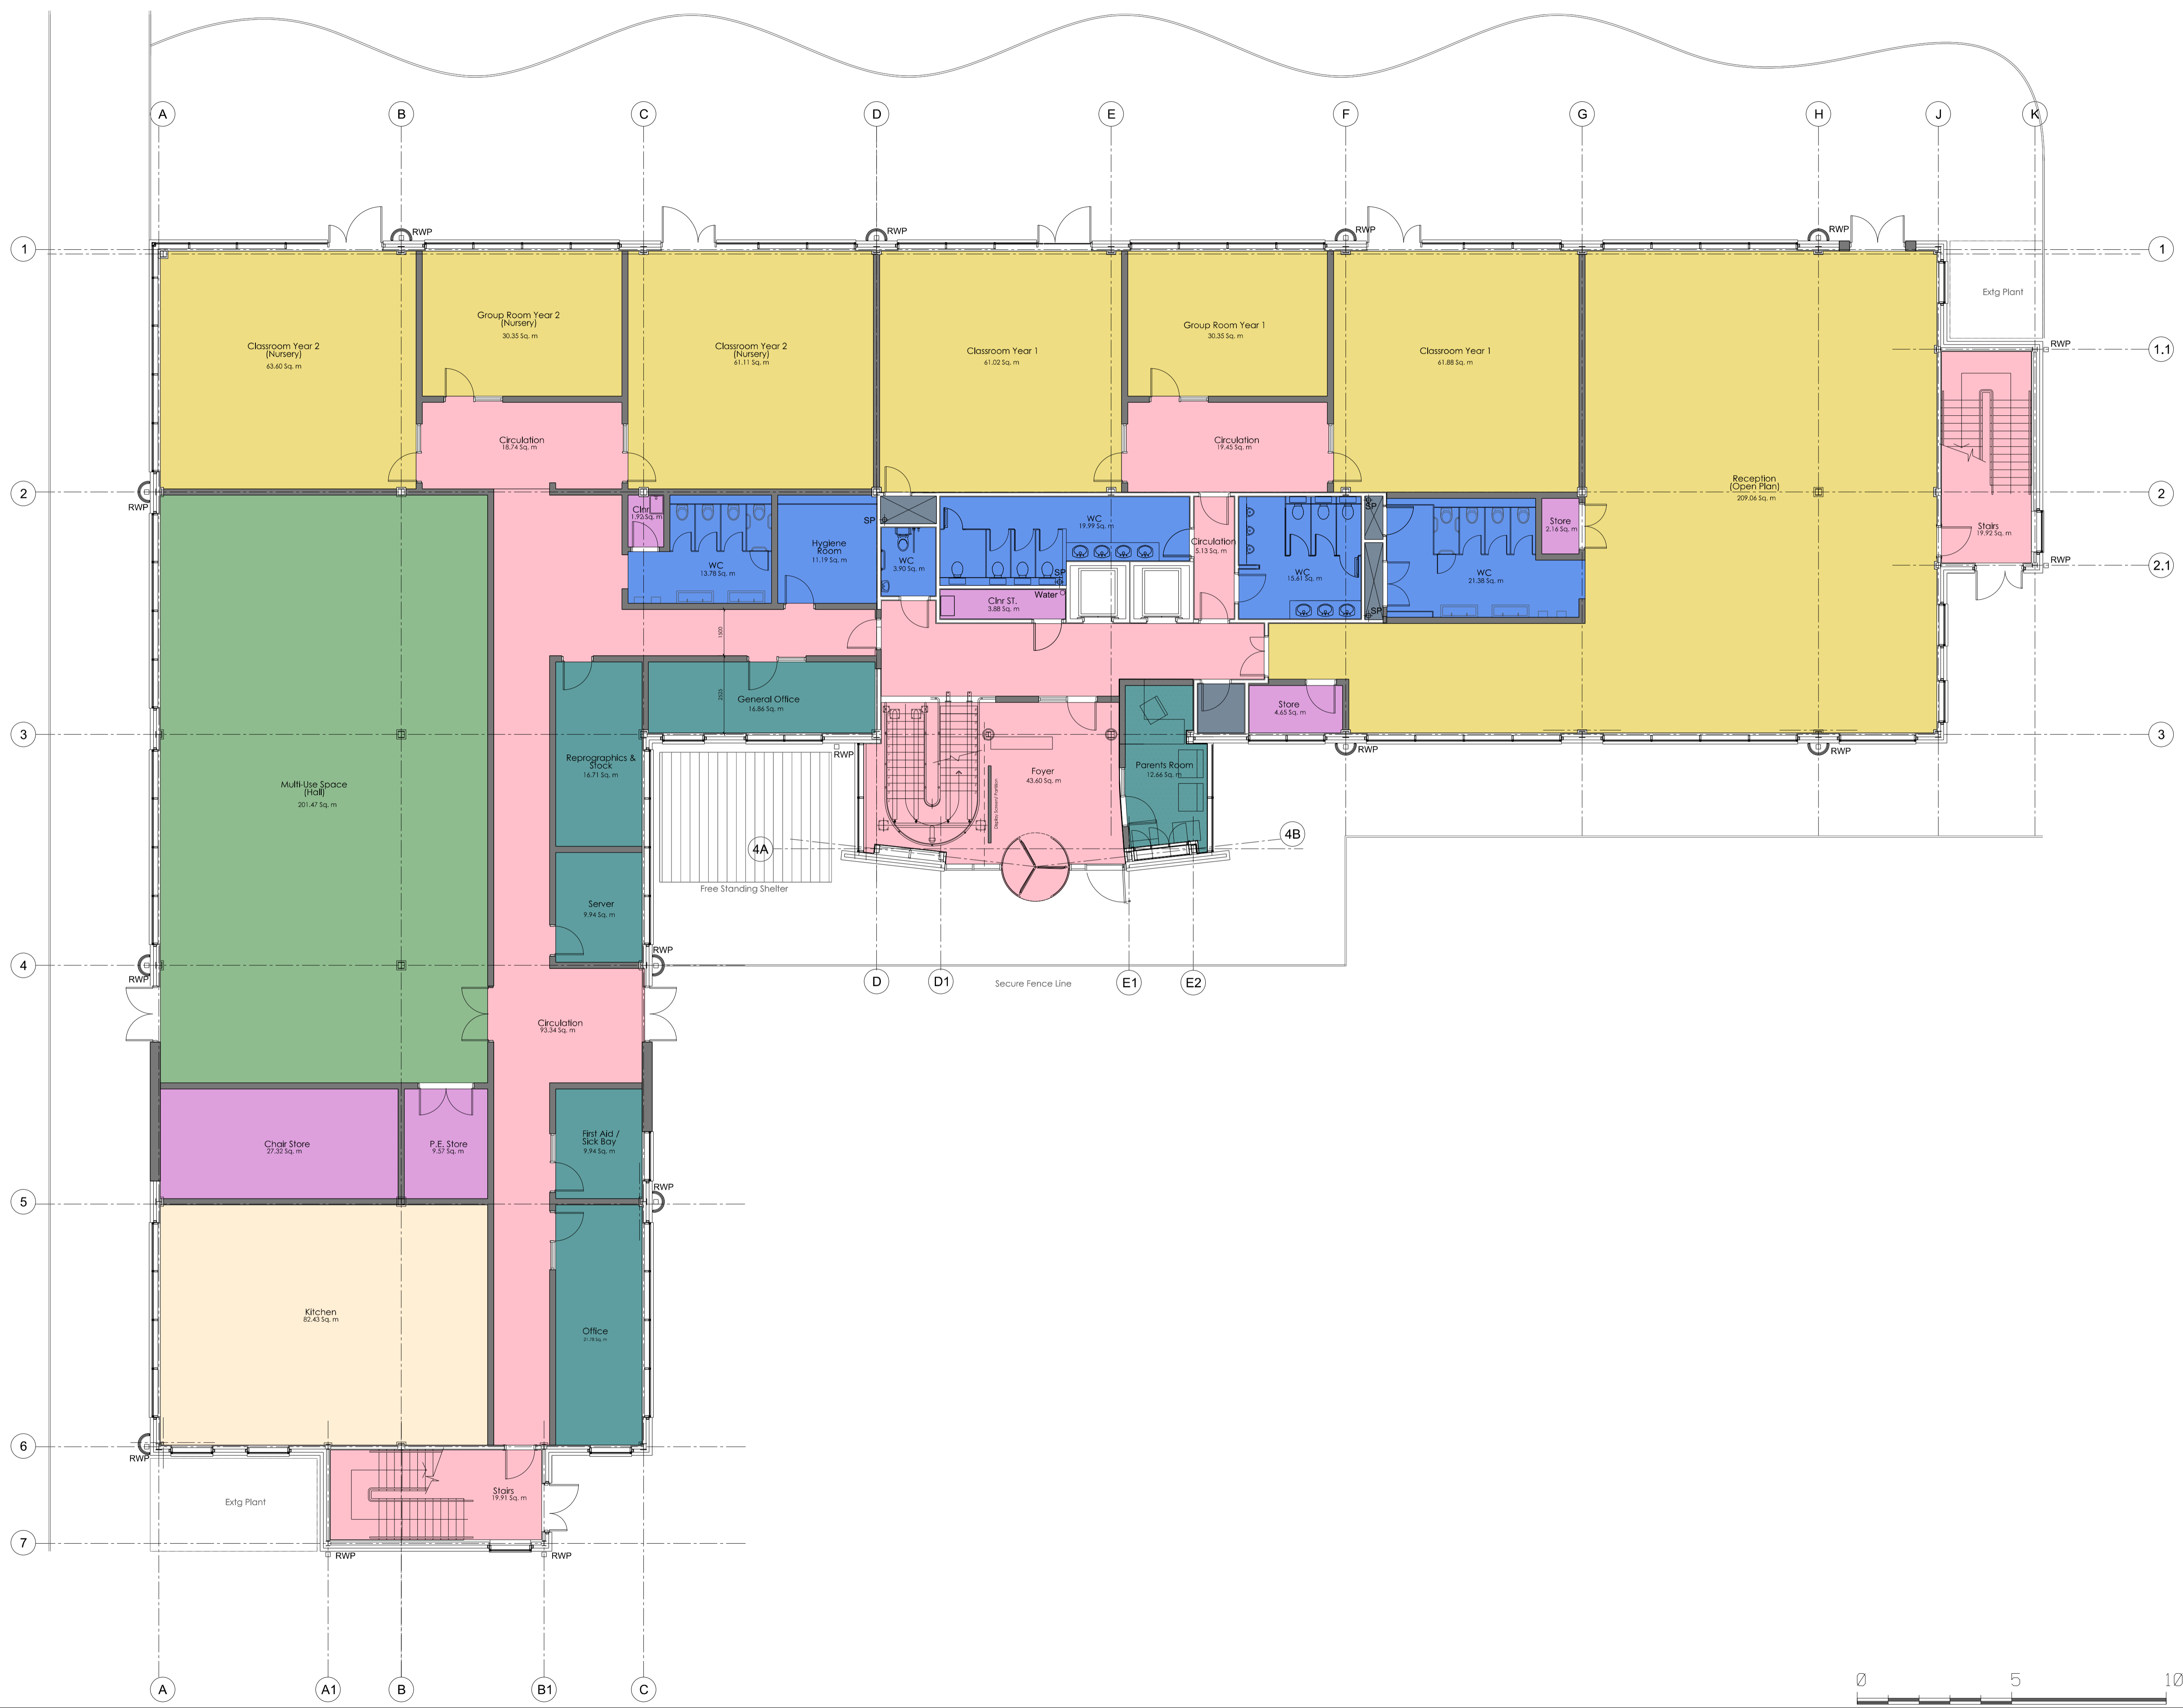 A
B
C
D
E
F
G
H
J
K
RWP
RWP
RWP
RWP
1
1
Extg Plant
Group Room Year 2
(Nursery)
30.35 Sq. m
Group Room Year 1
30.35 Sq. m
Classroom Year 2
(Nursery)
63.60 Sq. m
Classroom Year 2
(Nursery)
61.11 Sq. m
Classroom Year 1
61.02 Sq. m
Classroom Year 1
61.88 Sq. m
RWP
1.1
Circulation
18.74 Sq. m
Circulation
19.45 Sq. m
Reception
(Open Plan)
209.06 Sq. m
2
2
RWP
Clnr
1.92 Sq. m
SP
WC
19.99 Sq. m
SP
Store
2.16 Sq. m
Stairs
19.92 Sq. m
Hygiene
Room
11.19 Sq. m
Circulation
5.13 Sq. m
WC
3.90 Sq. m
WC
13.78 Sq. m
SP
WC
15.61 Sq. m
WC
21.38 Sq. m
RWP
2.1
Clnr ST.
3.88 Sq. m
Water
SP
1500
2500
General Office
16.86 Sq. m
Store
4.65 Sq. m
3
3
RWP
RWP
RWP
Reprographics &
Stock
16.71 Sq. m
Foyer
43.60 Sq. m
Parents Room
12.66 Sq. m
Display Screen/ Partition
Multi-Use Space
(Hall)
201.47 Sq. m
4A
4B
Free Standing Shelter
Server
9.94 Sq. m
RWP
4
RWP
D
D1
E1
E2
Secure Fence Line
Circulation
93.34 Sq. m
Chair Store
27.32 Sq. m
P.E. Store
9.57 Sq. m
First Aid /
Sick Bay
9.94 Sq. m
RWP
5
Kitchen
82.43 Sq. m
Office
21.78 Sq. m
6
RWP
Extg Plant
Stairs
19.91 Sq. m
7
RWP
RWP
A
A1
B
B1
C
0
5
10